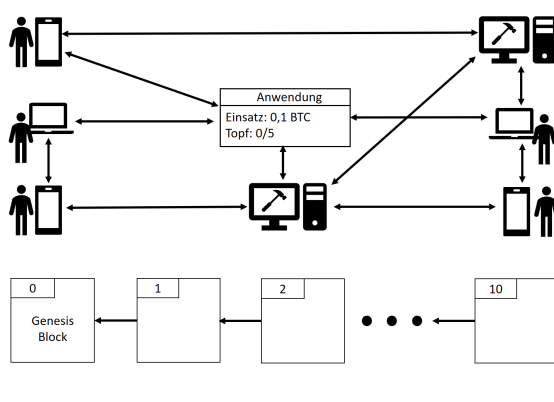 Anwendung
Einsatz: 0,1 BTC
Topf: 0/5
0
1
2
10
Genesis
Block